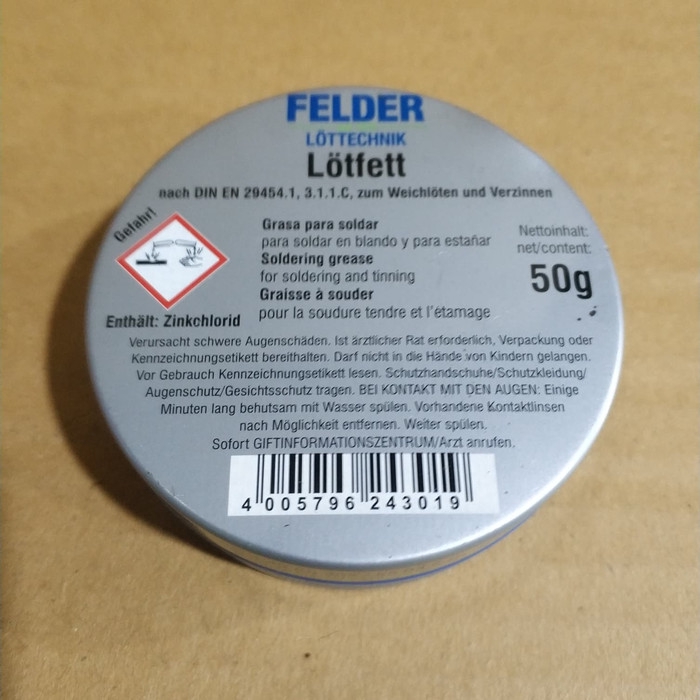 FELDER
LÖTTECHNIK
Lötfett
nach DIN EN 29454.1, 3.1.1.C, zum Weichlöten und Verzinnen
Gefahr!
Grasa para soldar
para soldar en blando y para estañar
Soldering grease
for soldering and tinning
Graisse à souder
pour la soudure tendre et l'étamage
Nettoinhalt:
net/content:
50g
Enthält: Zinkchlorid
Verursacht schwere Augenschäden. Ist ärztlicher Rat erforderlich, Verpackung oder
Kennzeichnungsetikett bereithalten. Darf nicht in die Hände von Kindern gelangen.
Vor Gebrauch Kennzeichnungsetikett lesen. Schutzhandschuhe/Schutzkleidung/
Augenschutz/Gesichtsschutz tragen. BEI KONTAKT MIT DEN AUGEN: Einige
Minuten lang behutsam mit Wasser spülen. Vorhandene Kontaktlinsen
nach Möglichkeit entfernen. Weiter spülen.
Sofort GIFTINFORMATIONSZENTRUM/Arzt anrufen.
4 005796 243019